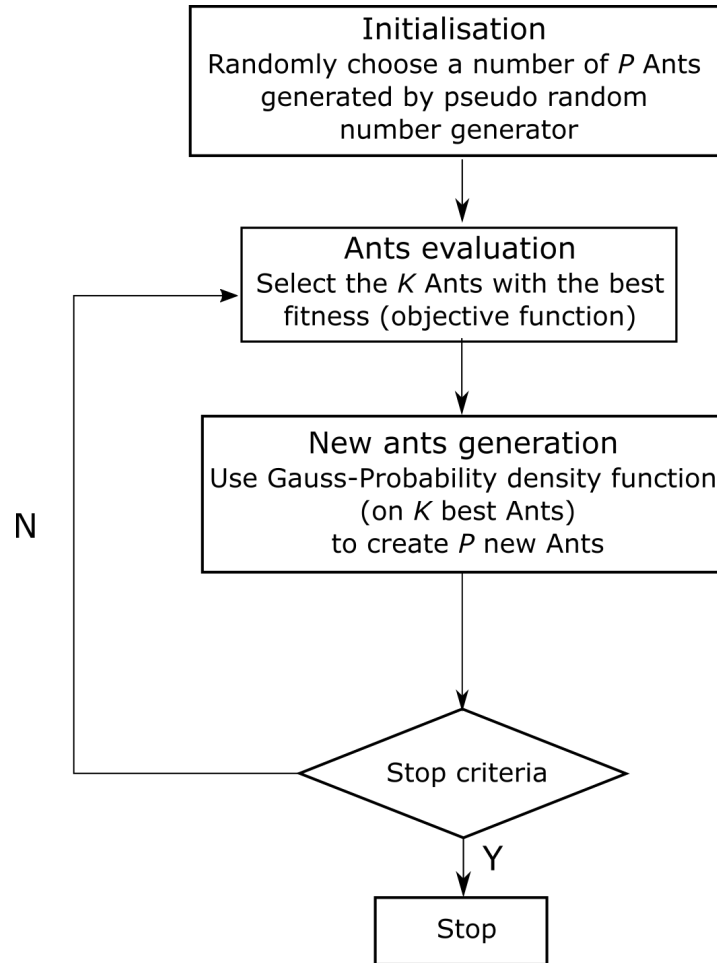 Initialisation
Randomly choose a number of P Ants
generated by pseudo random
number generator
Ants evaluation
Select the K Ants with the best
fitness (objective function)
New ants generation
Use Gauss-Probability density function
(on K best Ants)
to create P new Ants
N
Stop criteria
Y
Stop